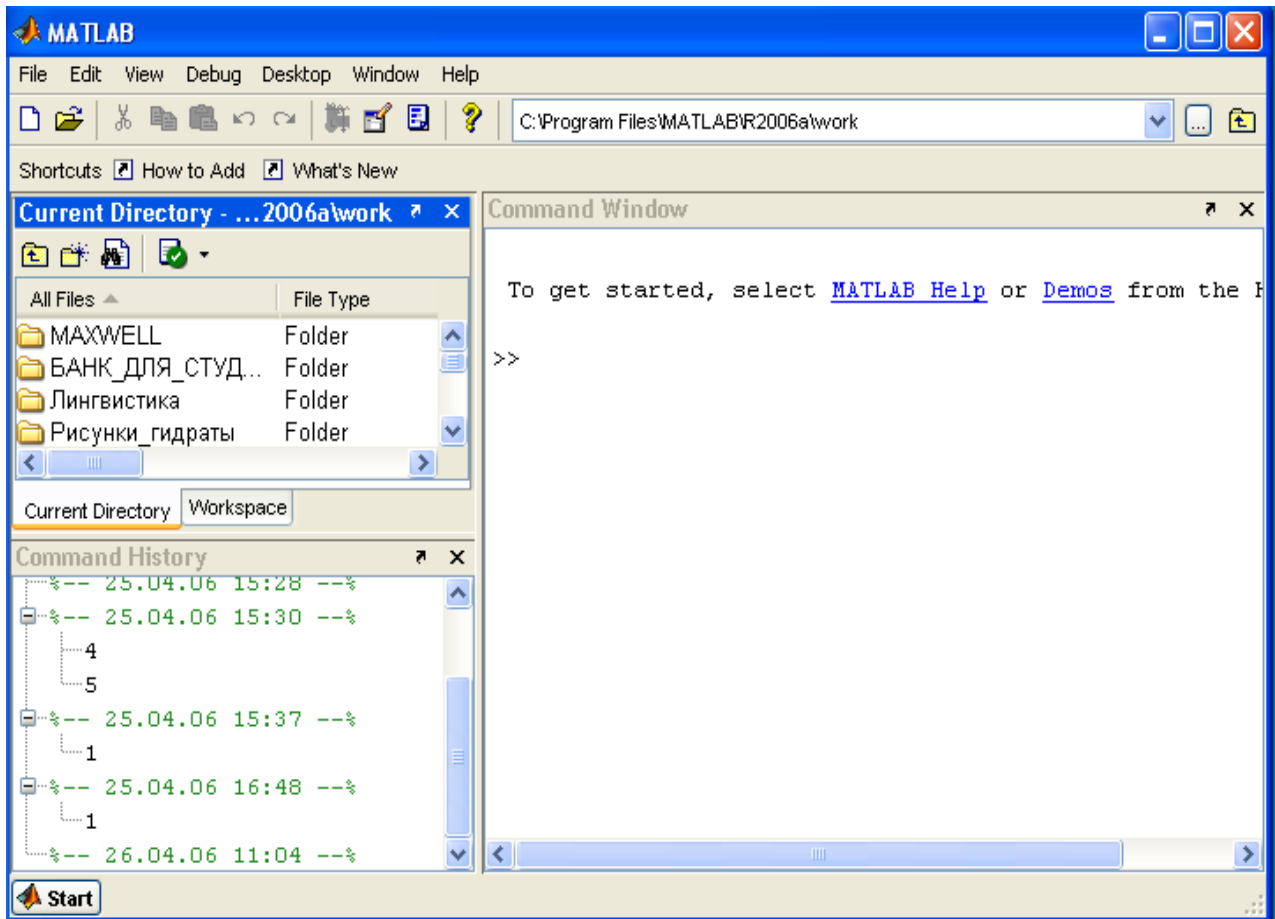 MATLAB
File Edit View Debug Desktop Window Help
C:\Program Files\MATLAB\R2006a\work
Shortcuts How to Add What's New
Current Directory - ...2006a\work
All Files File Type
MAXWELL Folder
БАНК_ДЛЯ_СТУД... Folder
Лингвистика Folder
Рисунки_гидраты Folder
Current Directory Workspace
Command History
%-- 25.04.06 15:28 --%
%-- 25.04.06 15:30 --%
4
5
%-- 25.04.06 15:37 --%
1
%-- 25.04.06 16:48 --%
1
%-- 26.04.06 11:04 --%
Command Window
To get started, select MATLAB Help or Demos from the
>>
Start